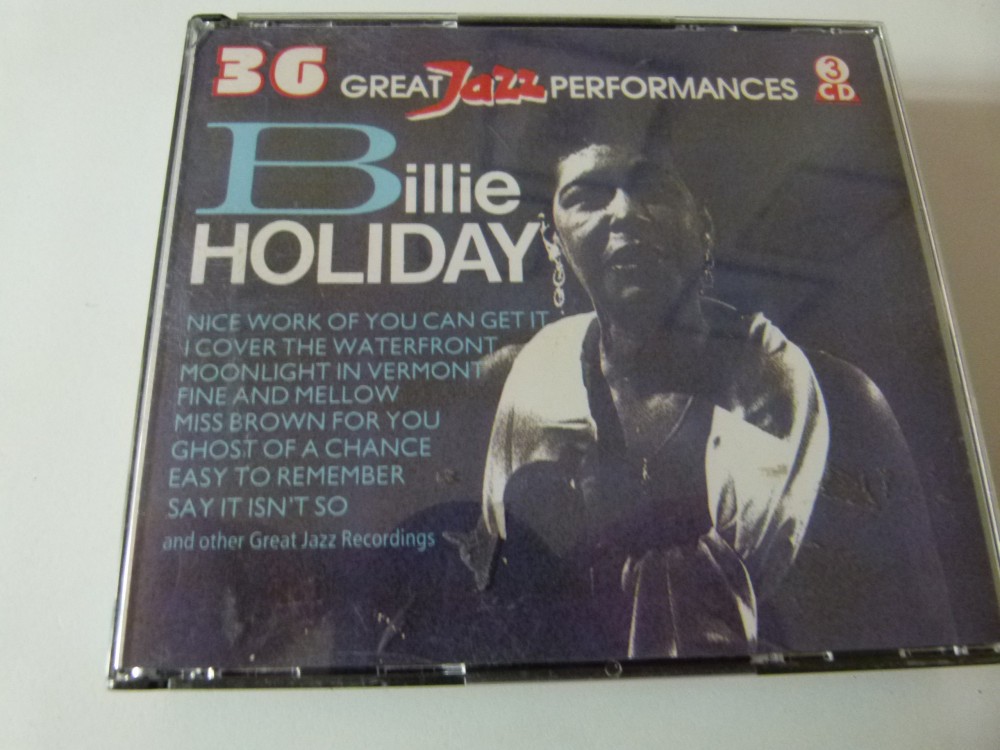 36 GREAT Jazz PERFORMANCES 3 CD
Billie
HOLIDAY
NICE WORK OF YOU CAN GET IT
I COVER THE WATERFRONT
MOONLIGHT IN VERMONT
FINE AND MELLOW
MISS BROWN FOR YOU
GHOST OF A CHANCE
EASY TO REMEMBER
SAY IT ISN'T SO
and other Great Jazz Recordings